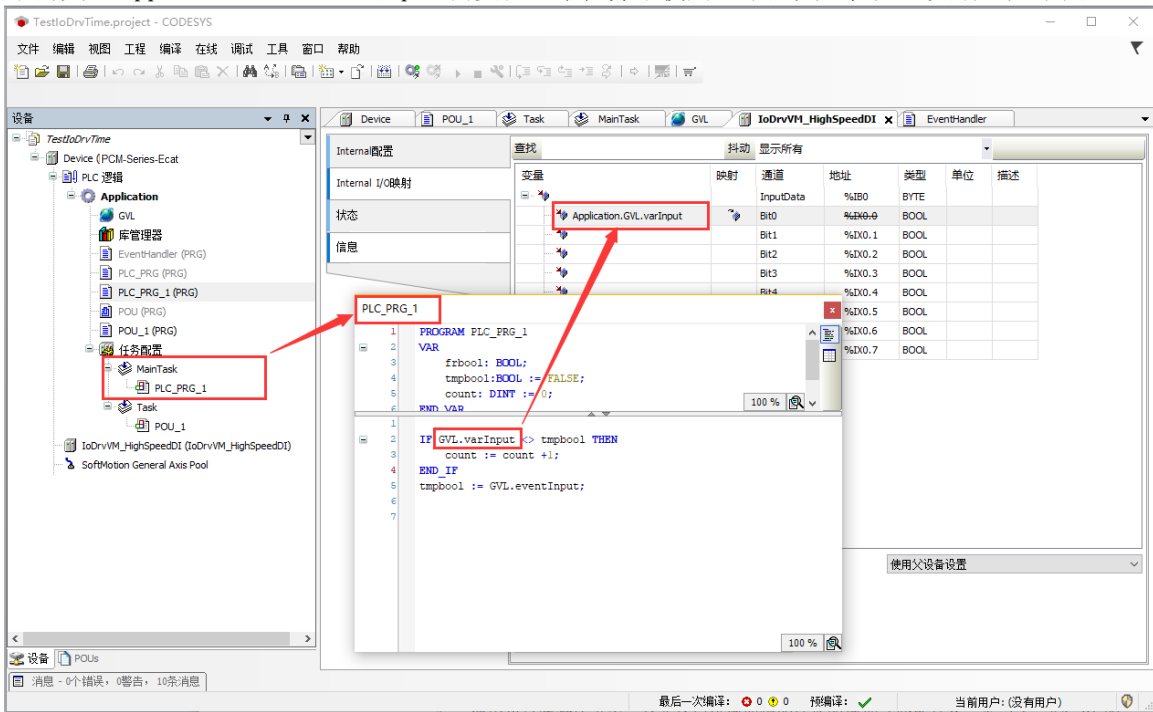 TestIoDrvTime.project - CODESYS
文件 编辑 视图 工程 编译 在线 调试 工具 窗口 帮助
设备
Device POU_1 Task MainTask GVL IoDrvVM_HighSpeedDI EventHandler
TestIoDrvTime
Device (PCM-Series-Ecat
PLC 逻辑
Application
GVL
库管理器
EventHandler (PRG)
PLC_PRG (PRG)
PLC_PRG_1 (PRG)
POU (PRG)
POU_1 (PRG)
任务配置
MainTask
PLC_PRG_1
Task
POU_1
IoDrvVM_HighSpeedDI (IoDrvVM_HighSpeedDI)
SoftMotion General Axis Pool
设备 POUs
Internal配置
Internal I/O映射
状态
信息
查找 抖动 显示所有
变量 映射 通道 地址 类型 单位 描述
InputData %IB0 BYTE
Application.GVL.varInput Bit0 %IX0.0 BOOL
Bit1 %IX0.1 BOOL
Bit2 %IX0.2 BOOL
Bit3 %IX0.3 BOOL
Bit4 %IX0.4 BOOL
%IX0.5 BOOL
%IX0.6 BOOL
%IX0.7 BOOL
PLC_PRG_1
1 PROGRAM PLC_PRG_1
2 VAR
3 frbool: BOOL;
4 tmpbool:BOOL := FALSE;
5 count: DINT := 0;
6 END_VAR
100 %
1
2 IF GVL.varInput <> tmpbool THEN
3 count := count +1;
4 END_IF
5 tmpbool := GVL.eventInput;
6
7
100 %
使用父设备设置
消息 - 0个错误，0警告，10条消息
最后一次编译： 0 0 预编译： 当前用户：(没有用户)